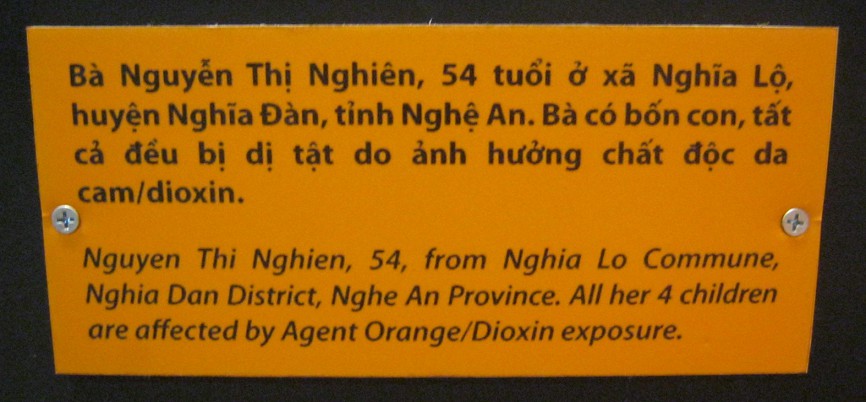 Bà Nguyễn Thị Nghiên, 54 tuổi ở xã Nghĩa Lộ,
huyện Nghĩa Đàn, tỉnh Nghệ An. Bà có bốn con, tất
cả đều bị dị tật do ảnh hưởng chất độc da
cam/dioxin.
Nguyen Thi Nghien, 54, from Nghia Lo Commune,
Nghia Dan District, Nghe An Province. All her 4 children
are affected by Agent Orange/Dioxin exposure.